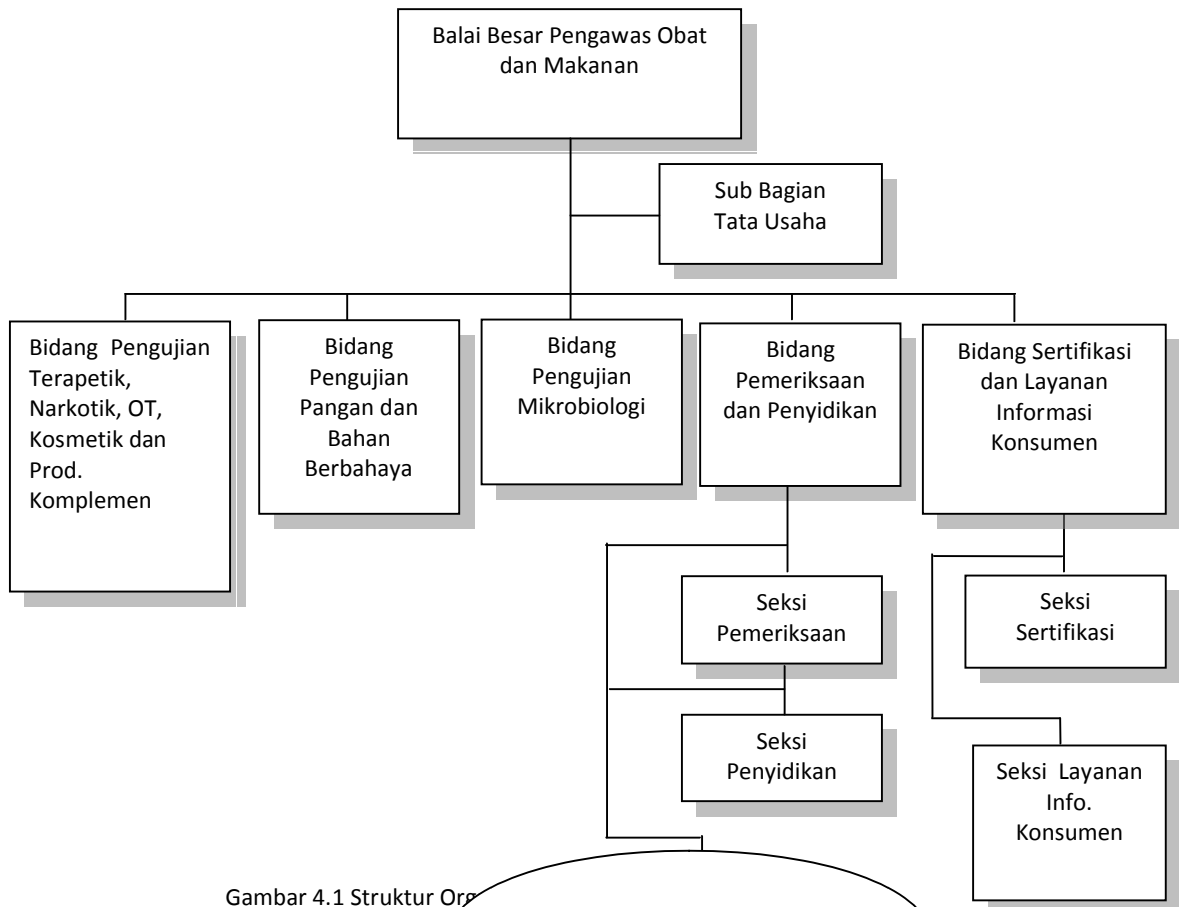 Balai Besar Pengawas Obat
dan Makanan
Sub Bagian
Tata Usaha
Bidang Pengujian
Terapetik,
Narkotik, OT,
Kosmetik dan
Prod.
Komplemen
Bidang
Pengujian
Pangan dan
Bahan
Berbahaya
Bidang
Pengujian
Mikrobiologi
Bidang
Pemeriksaan
dan Penyidikan
Bidang Sertifikasi
dan Layanan
Informasi
Konsumen
Seksi
Pemeriksaan
Seksi
Sertifikasi
Seksi
Penyidikan
Seksi Layanan
Info.
Konsumen
Gambar 4.1 Struktur